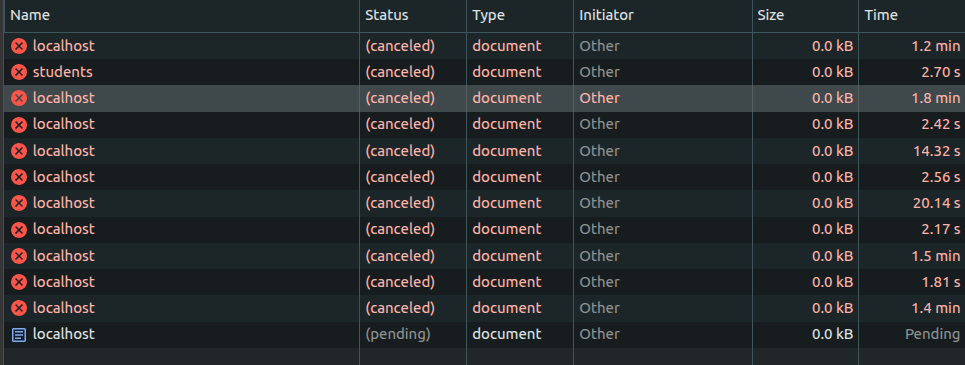 Name Status Type Initiator Size Time
localhost (canceled) document Other 0.0 kB 1.2 min
students (canceled) document Other 0.0 kB 2.70 s
localhost (canceled) document Other 0.0 kB 1.8 min
localhost (canceled) document Other 0.0 kB 2.42 s
localhost (canceled) document Other 0.0 kB 14.32 s
localhost (canceled) document Other 0.0 kB 2.56 s
localhost (canceled) document Other 0.0 kB 20.14 s
localhost (canceled) document Other 0.0 kB 2.17 s
localhost (canceled) document Other 0.0 kB 1.5 min
localhost (canceled) document Other 0.0 kB 1.81 s
localhost (canceled) document Other 0.0 kB 1.4 min
localhost (pending) document Other 0.0 kB Pending